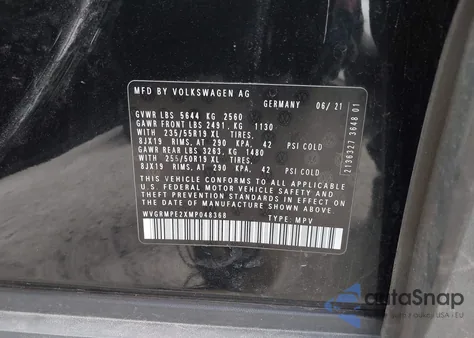 MFD BY VOLKSWAGEN AG
GERMANY 06/21
GVWR LBS 5644 KG 2560
GAWR FRONT LBS 2491, KG 1130
WITH 235/55R19 XL TIRES,
8JX19 RIMS, AT 290 KPA, 42 PSI COLD
GAWR REAR LBS 3263, KG 1480
WITH 255/50R19 XL TIRES,
8JX19 RIMS, AT 290 KPA, 42 PSI COLD
THIS VEHICLE CONFORMS TO ALL APPLICABLE
U.S. FEDERAL MOTOR VEHICLE SAFETY AND
THEFT PREVENTION STANDARDS IN EFFECT ON THE
DATE OF MANUFACTURE SHOWN ABOVE.
WVGRMPE2XMP048368 TYPE: MPV
2136327 3648 01
autoSnap